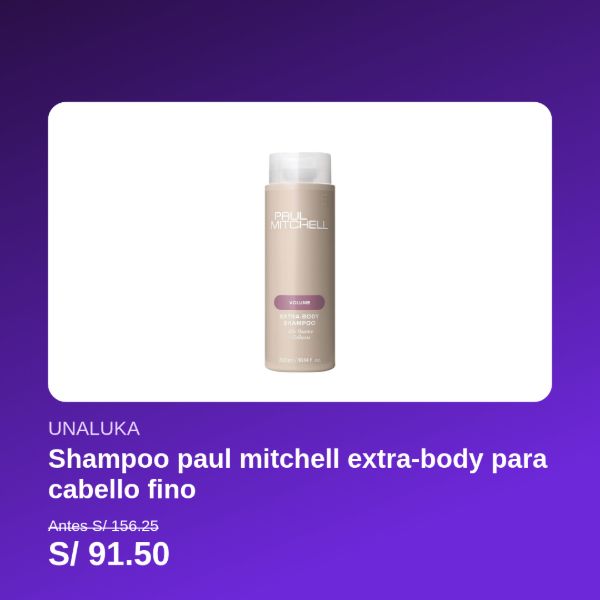 PAUL
MITCHELL
VOLUME
EXTRA-BODY
SHAMPOO
UNALUKA
Shampoo paul mitchell extra-body para
cabello fino
Antes S/ 156.25
S/ 91.50